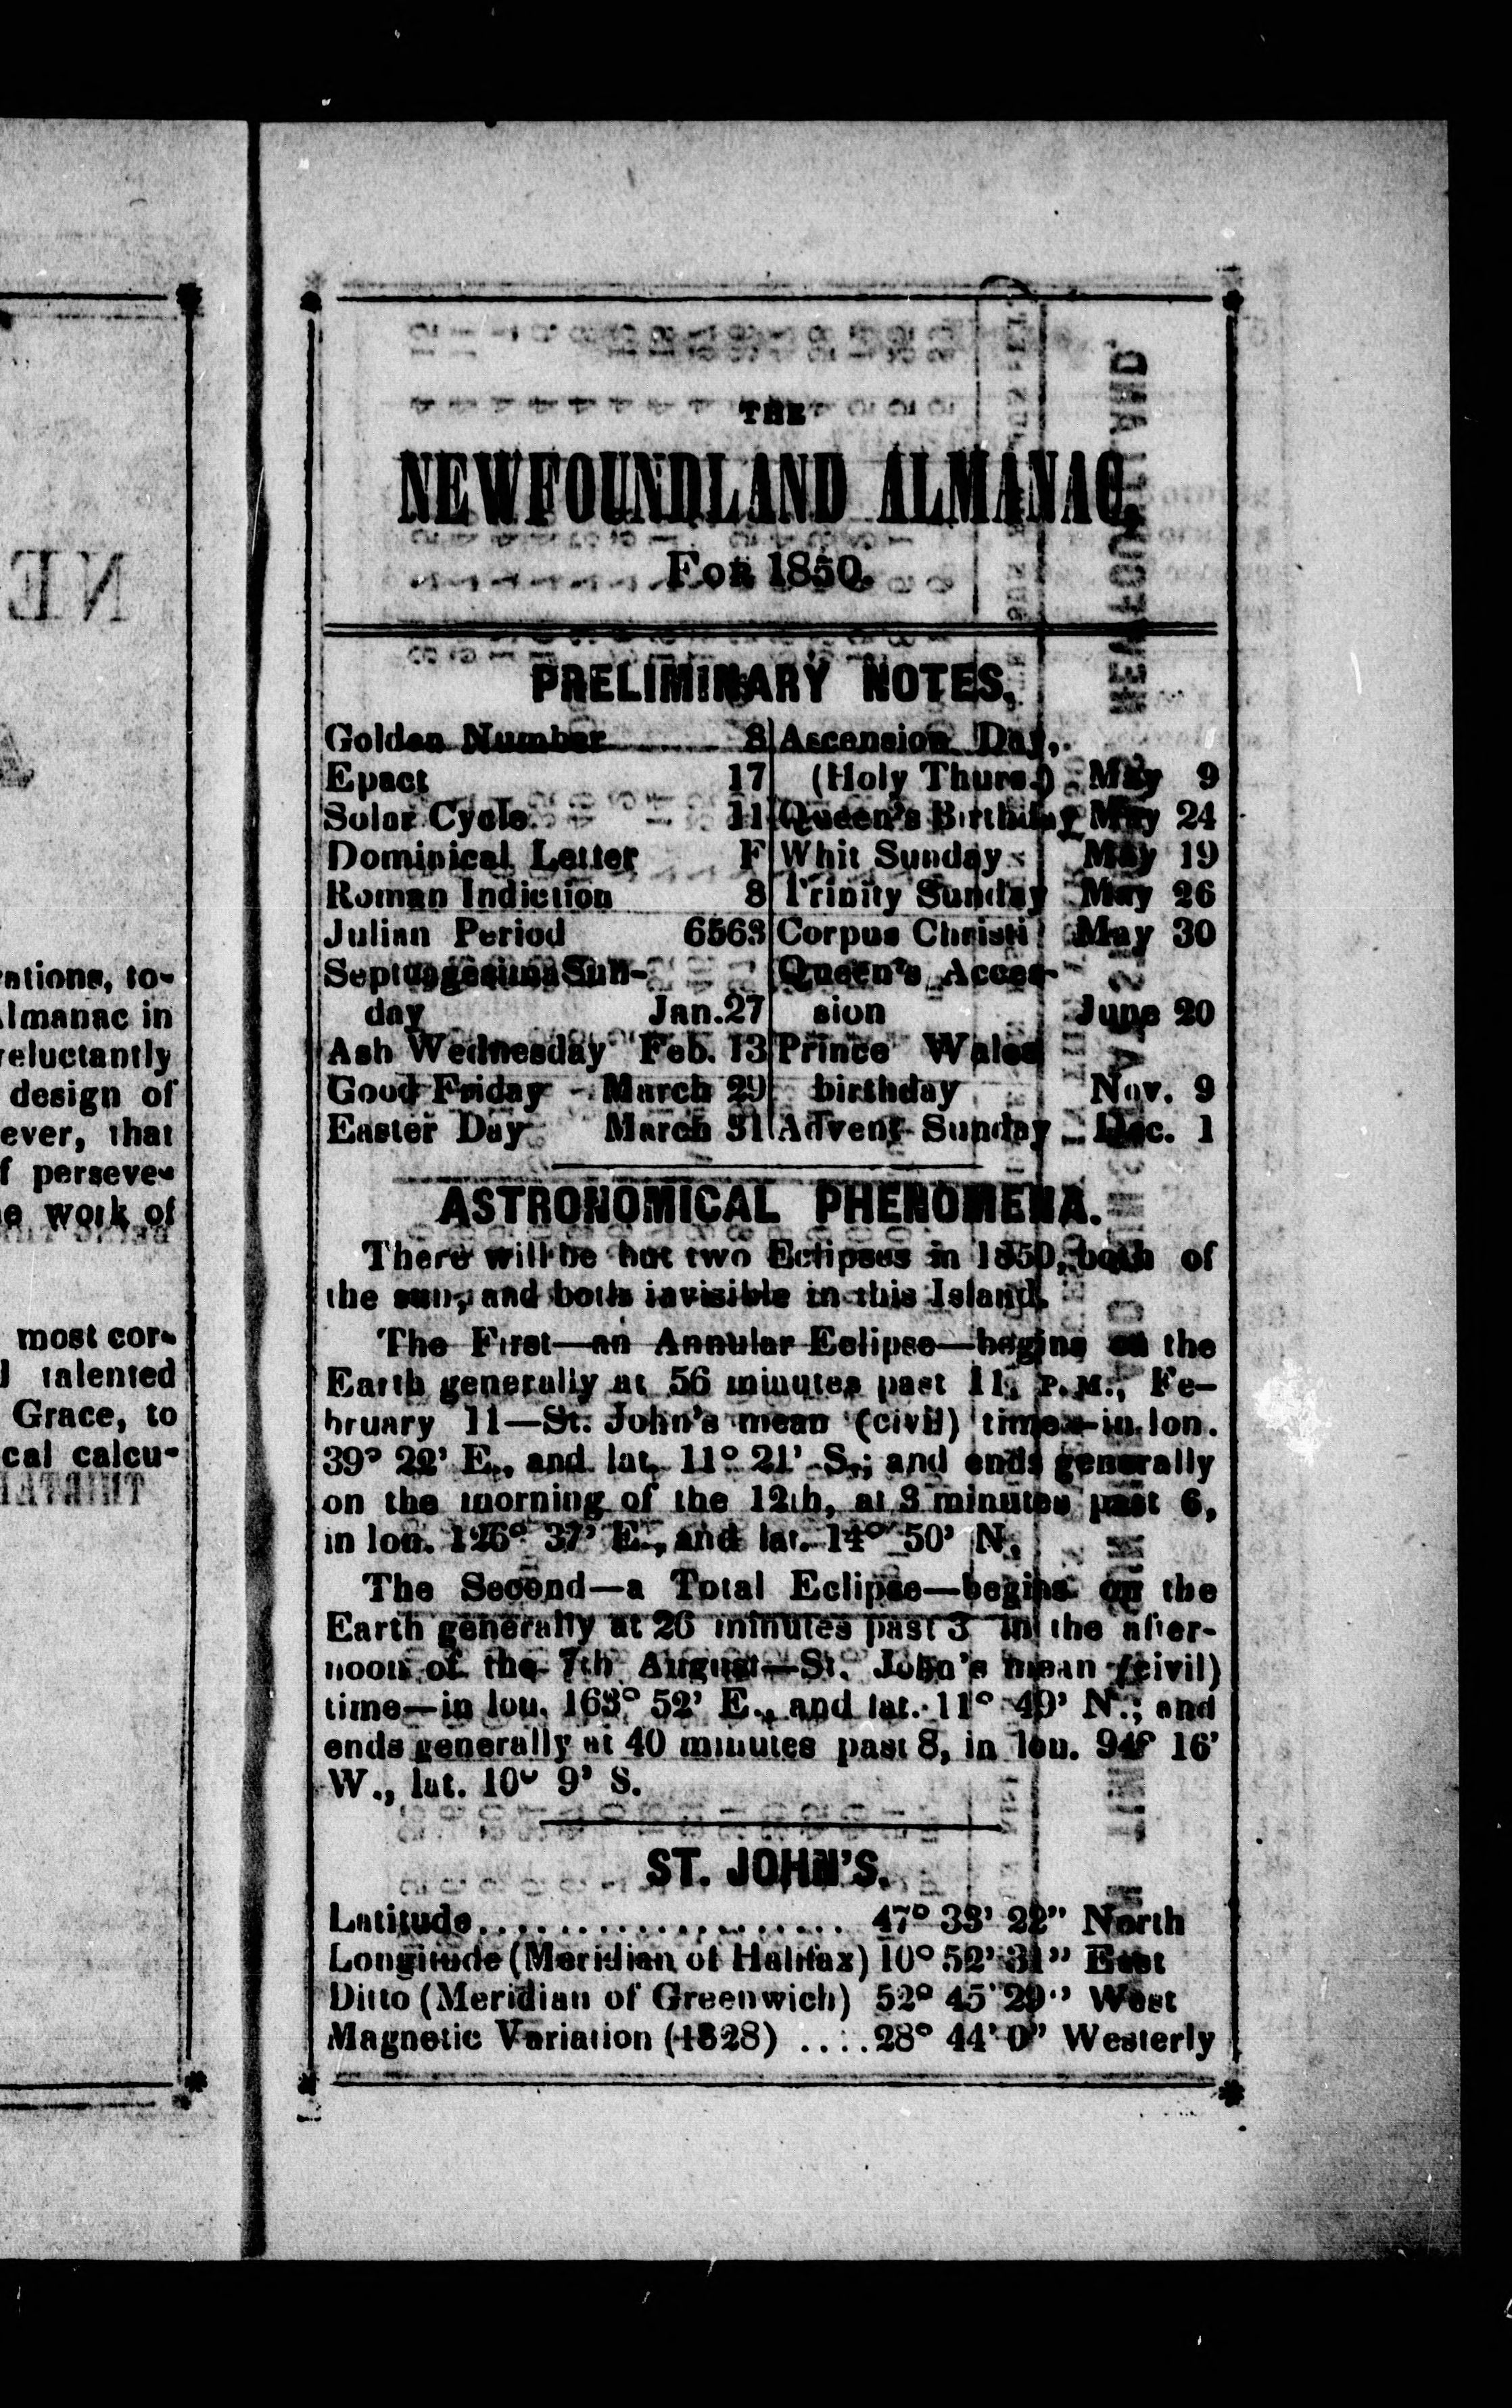 THE
NEWFOUNDLAND ALMANAC,
FOR 1850.
PRELIMINARY NOTES.
Golden Number 8
Epact 17
Solar Cycle 11
Dominical Letter F
Roman Indiction 8
Julian Period 6563
Septuagesima Sun-
day Jan. 27
Ash Wednesday Feb. 13
Good Friday March 29
Easter Day March 31
Ascension Day,
(Holy Thurs.) May 9
Queen's Birthday May 24
Whit Sunday May 19
Trinity Sunday May 26
Corpus Christi May 30
Queen's Acces-
sion June 20
Prince Wales
birthday Nov. 9
Advent Sunday Dec. 1
ASTRONOMICAL PHENOMENA.
There will be but two Eclipses in 1850, both of
the sun, and both invisible in this Island.
The First—an Annular Eclipse—begins on the
Earth generally at 56 minutes past 11, P.M., Fe-
bruary 11—St. John's mean (civil) time—in lon.
39° 22' E., and lat. 11° 21' S.; and ends generally
on the morning of the 12th, at 3 minutes past 6,
in lon. 126° 37' E., and lat. 14° 50' N.
The Second—a Total Eclipse—begins on the
Earth generally at 26 minutes past 3 in the after-
noon of the 7th August—St. John's mean (civil)
time—in lon. 163° 52' E., and lat. 11° 49' N.; and
ends generally at 40 minutes past 8, in lon. 94° 16'
W., lat. 10° 9' S.
ST. JOHN'S.
Latitude.................... 47° 33' 22" North
Longitude (Meridian of Halifax) 10° 52' 31" East
Ditto (Meridian of Greenwich) 52° 45' 29" West
Magnetic Variation (1828) ....28° 44' 0" Westerly
ations, to-
Almanac in
reluctantly
design of
ever, that
f perseve-
e work of
most cor-
talented
Grace, to
cal calcu-